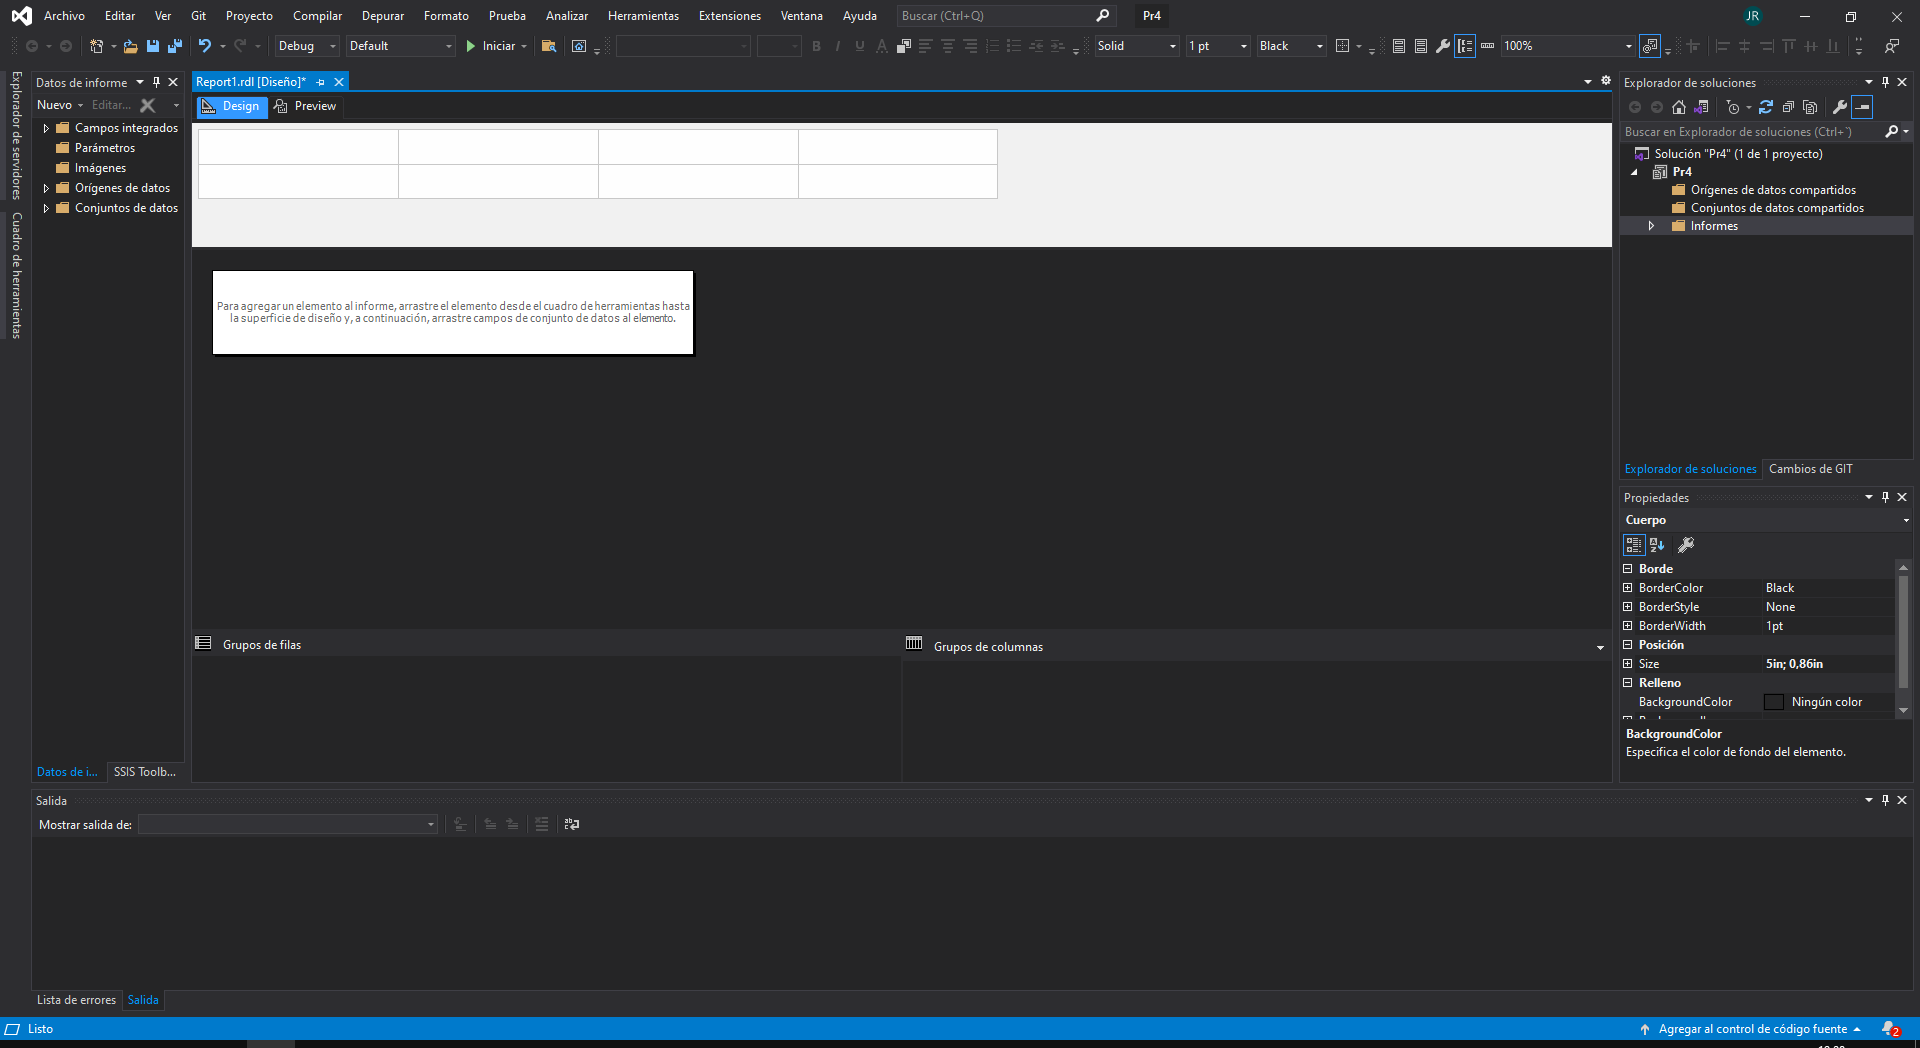 Archivo Editar Ver Git Proyecto Compilar Depurar Formato Prueba Analizar Herramientas Extensiones Ventana Ayuda Buscar (Ctrl+Q) Pr4 JR
Debug Default Iniciar B I U A Solid 1 pt Black 100%
Explorador de servidores
Cuadro de herramientas
Datos de informe
Nuevo Editar...
Campos integrados
Parámetros
Imágenes
Orígenes de datos
Conjuntos de datos
Datos de i... SSIS Toolb...
Report1.rdl [Diseño]*
Design Preview
Para agregar un elemento al informe, arrastre el elemento desde el cuadro de herramientas hasta
la superficie de diseño y, a continuación, arrastre campos de conjunto de datos al elemento.
Grupos de filas
Grupos de columnas
Explorador de soluciones
Buscar en Explorador de soluciones (Ctrl+`)
Solución "Pr4" (1 de 1 proyecto)
Pr4
Orígenes de datos compartidos
Conjuntos de datos compartidos
Informes
Explorador de soluciones Cambios de GIT
Propiedades
Cuerpo
Borde
BorderColor Black
BorderStyle None
BorderWidth 1pt
Posición
Size 5in; 0,86in
Relleno
BackgroundColor Ningún color
BackgroundColor
Especifica el color de fondo del elemento.
Salida
Mostrar salida de:
Lista de errores Salida
Listo
Agregar al control de código fuente 2